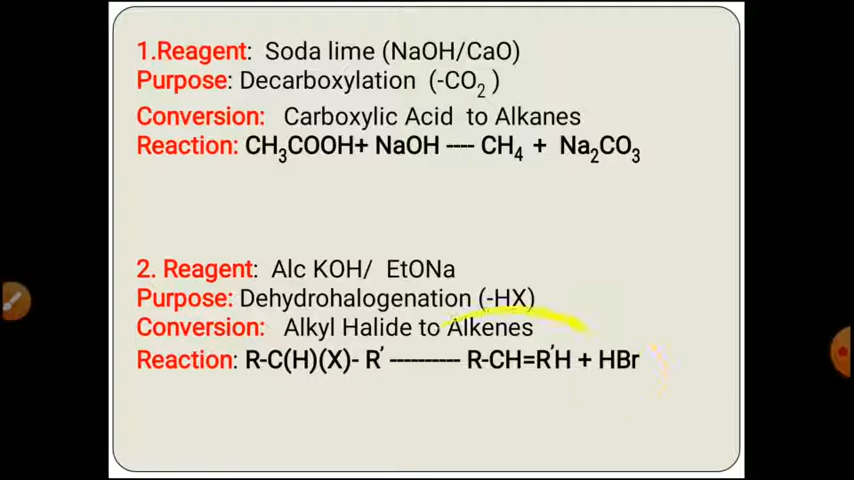 1.Reagent: Soda lime (NaOH/CaO)
Purpose: Decarboxylation (-CO₂ )
Conversion: Carboxylic Acid to Alkanes
Reaction: CH₃COOH+ NaOH ---- CH₄ + Na₂CO₃
2. Reagent: Alc KOH/ EtONa
Purpose: Dehydrohalogenation (-HX)
Conversion: Alkyl Halide to Alkenes
Reaction: R-C(H)(X)- R’ ---------- R-CH=R’H + HBr